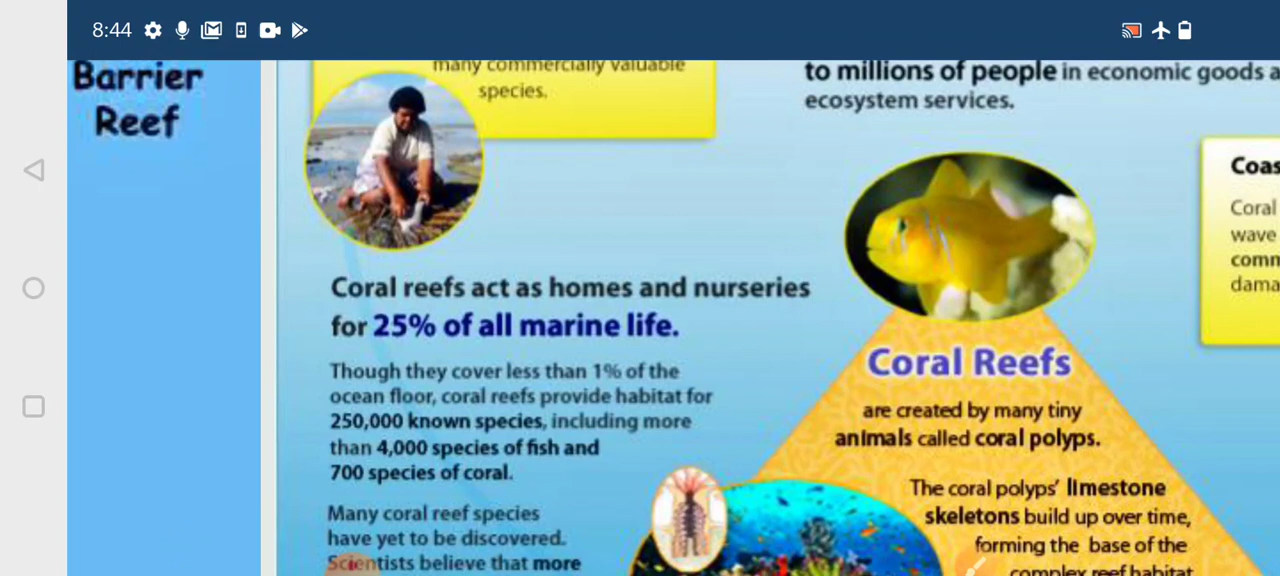 8:44
Barrier
Reef
many commercially valuable
species.
to millions of people in economic goods a
ecosystem services.
Coas
Coral
wave
comm
dama
Coral reefs act as homes and nurseries
for 25% of all marine life.
Though they cover less than 1% of the
ocean floor, coral reefs provide habitat for
250,000 known species, including more
than 4,000 species of fish and
700 species of coral.
Many coral reef species
have yet to be discovered.
Scientists believe that more
Coral Reefs
are created by many tiny
animals called coral polyps.
The coral polyps' limestone
skeletons build up over time,
forming the base of the
complex reef habitat